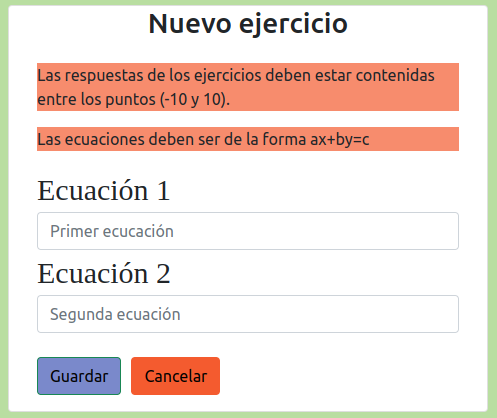 Nuevo ejercicio
Las respuestas de los ejercicios deben estar contenidas
entre los puntos (-10 y 10).
Las ecuaciones deben ser de la forma ax+by=c
Ecuación 1
Primer ecucación
Ecuación 2
Segunda ecuación
Guardar Cancelar